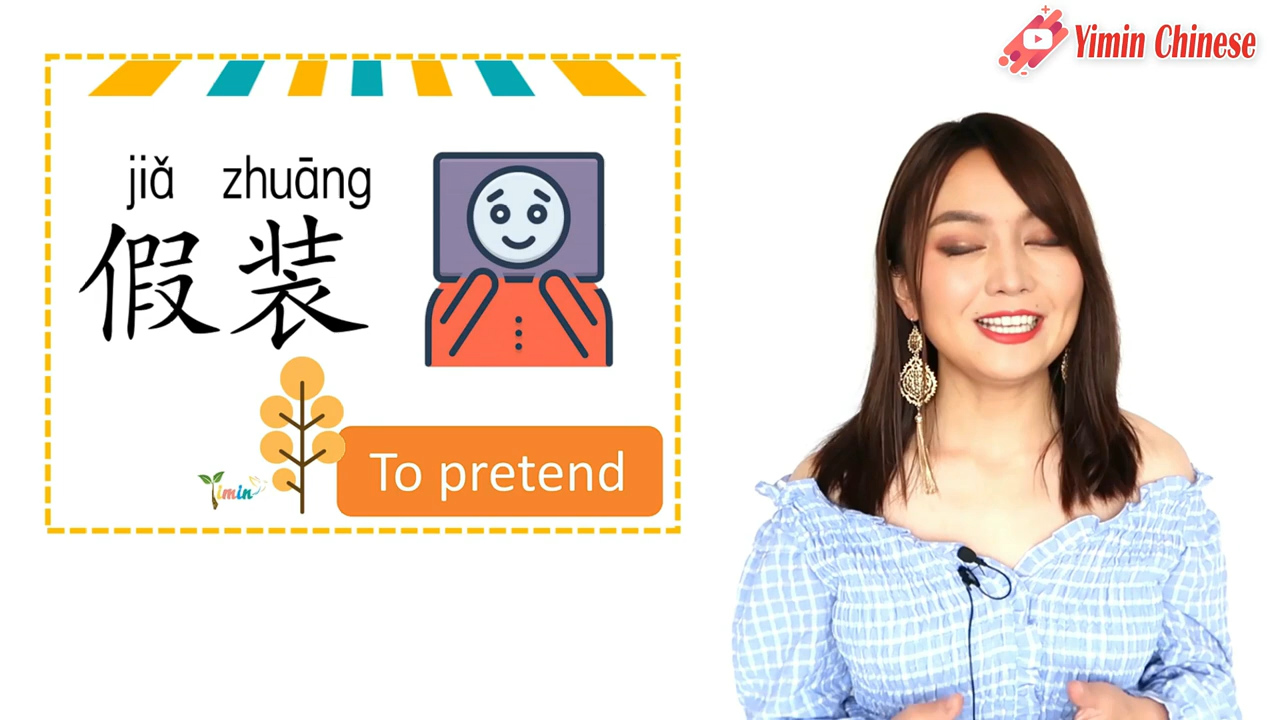 Yimin Chinese
jiǎ zhuāng
假装
To pretend
Yimin